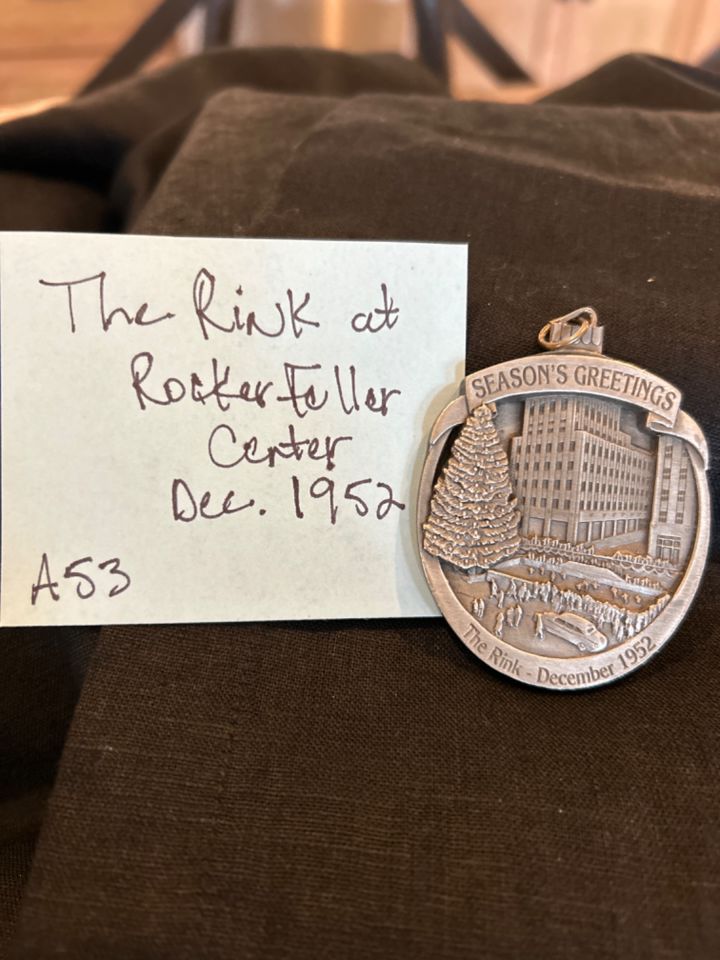 The Rink at
Rockerfeller
Center
Dec. 1952
A53
SEASON'S GREETINGS
The Rink - December 1952